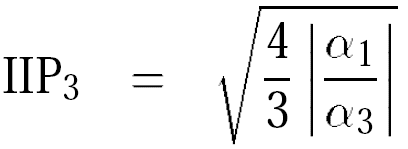 IIP₃ = √(4/3 |α₁/α₃|)